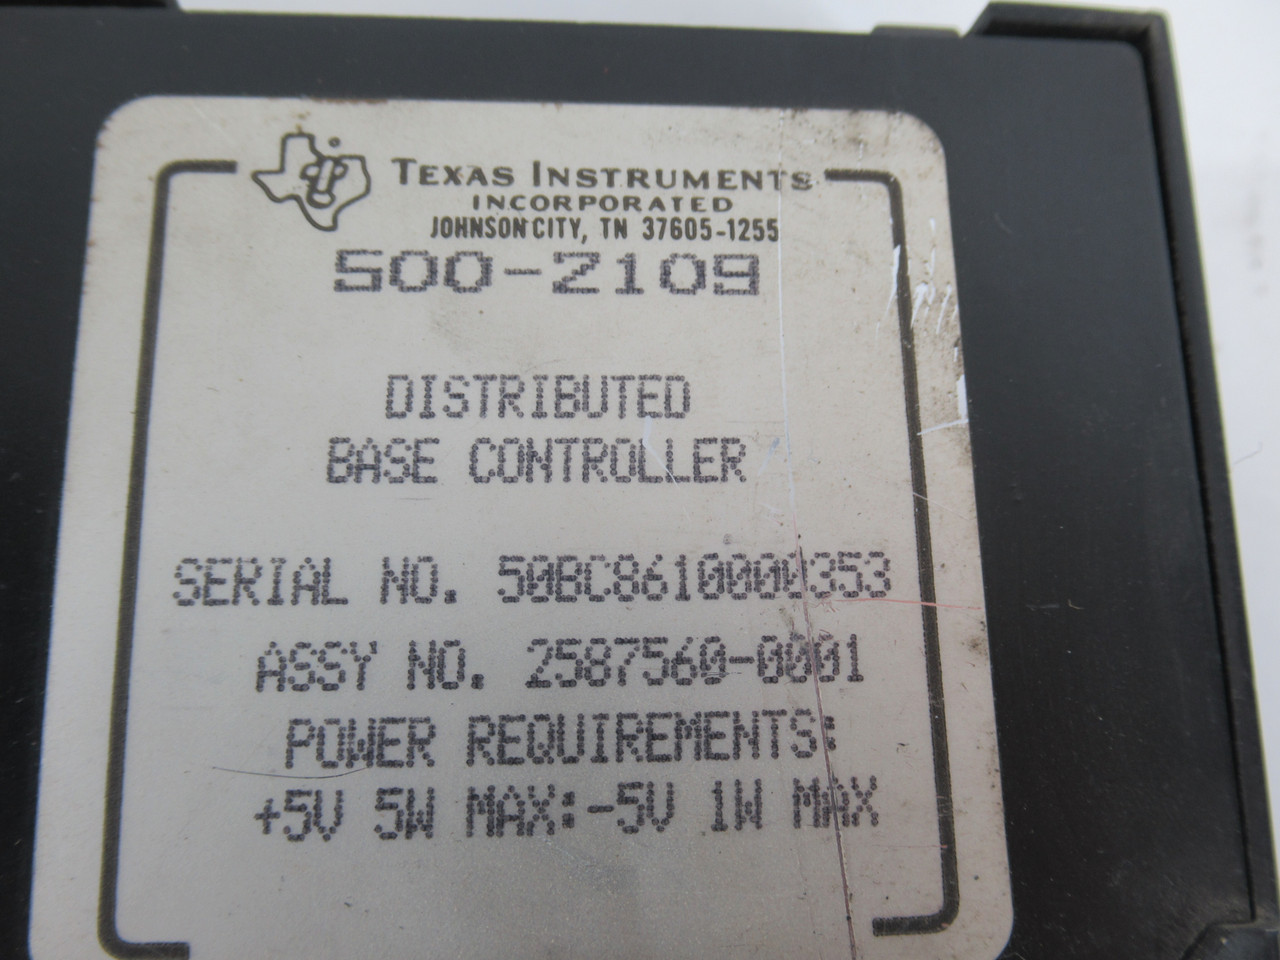 TEXAS INSTRUMENTS
INCORPORATED
JOHNSON CITY, TN 37605-1255
500-2109
DISTRIBUTED
BASE CONTROLLER
SERIAL NO. 50BC8610000353
ASSY NO. 2587560-0001
POWER REQUIREMENTS:
+5V 5W MAX:-5V 1W MAX